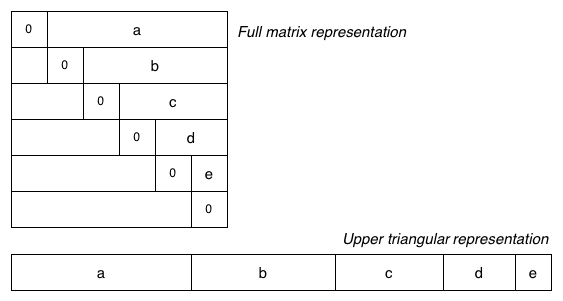 0 a Full matrix representation
0 b
0 c
0 d
0 e
0
Upper triangular representation
a b c d e